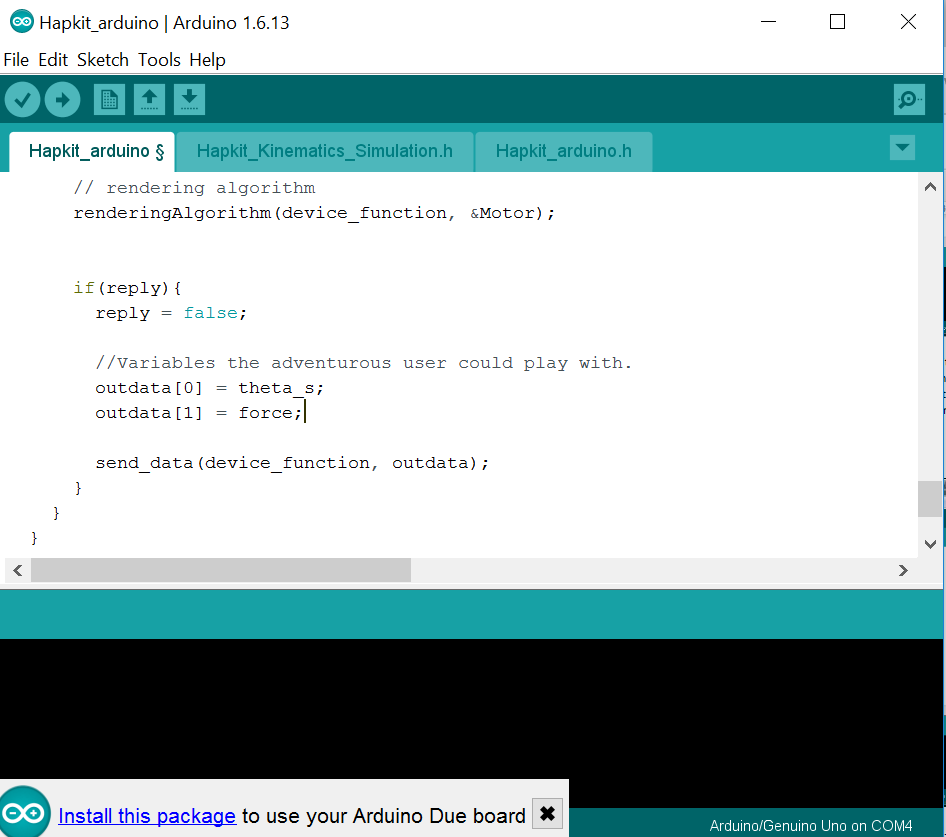 Hapkit_arduino | Arduino 1.6.13
File Edit Sketch Tools Help
Hapkit_arduino § Hapkit_Kinematics_Simulation.h Hapkit_arduino.h
// rendering algorithm
renderingAlgorithm(device_function, &Motor);
if(reply){
reply = false;
//Variables the adventurous user could play with.
outdata[0] = theta_s;
outdata[1] = force;
send_data(device_function, outdata);
}
}
}
Install this package to use your Arduino Due board
Arduino/Genuino Uno on COM4